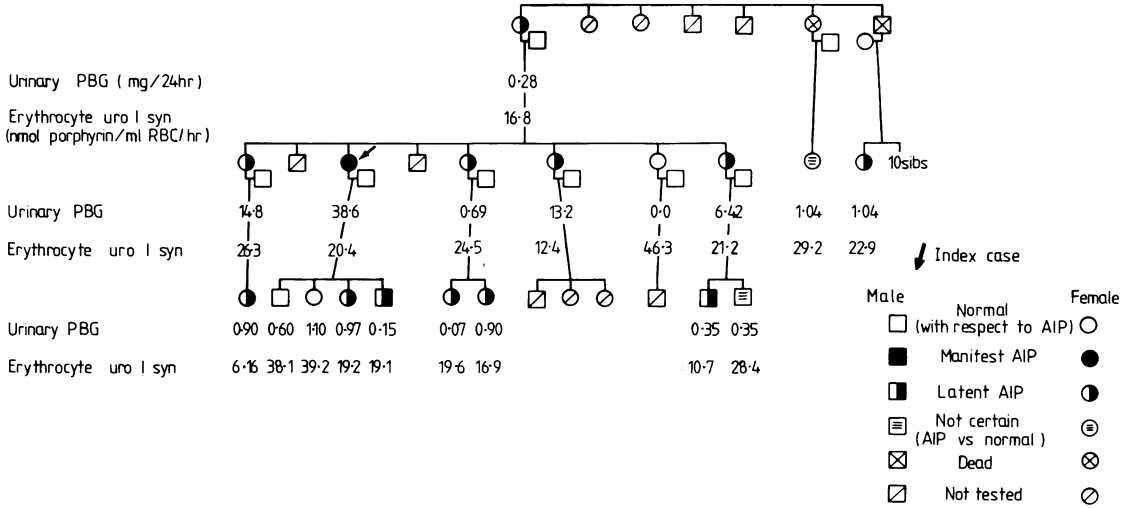 Urinary PBG (mg/24hr)
0·28
Erythrocyte uro I syn
(nmol porphyrin/ml RBC/hr)
16·8
10sibs
Urinary PBG
14·8 38·6 0·69 13·2 0·0 6·42 1·04 1·04
Erythrocyte uro I syn
26·3 20·4 24·5 12·4 46·3 21·2 29·2 22·9
Index case
Male Female
Normal
(with respect to AIP)
Manifest AIP
Latent AIP
Not certain
(AIP vs normal)
Dead
Not tested
Urinary PBG
0·90 0·60 1·10 0·97 0·15 0·07 0·90 0·35 0·35
Erythrocyte uro I syn
6·16 38·1 39·2 19·2 19·1 19·6 16·9 10·7 28·4